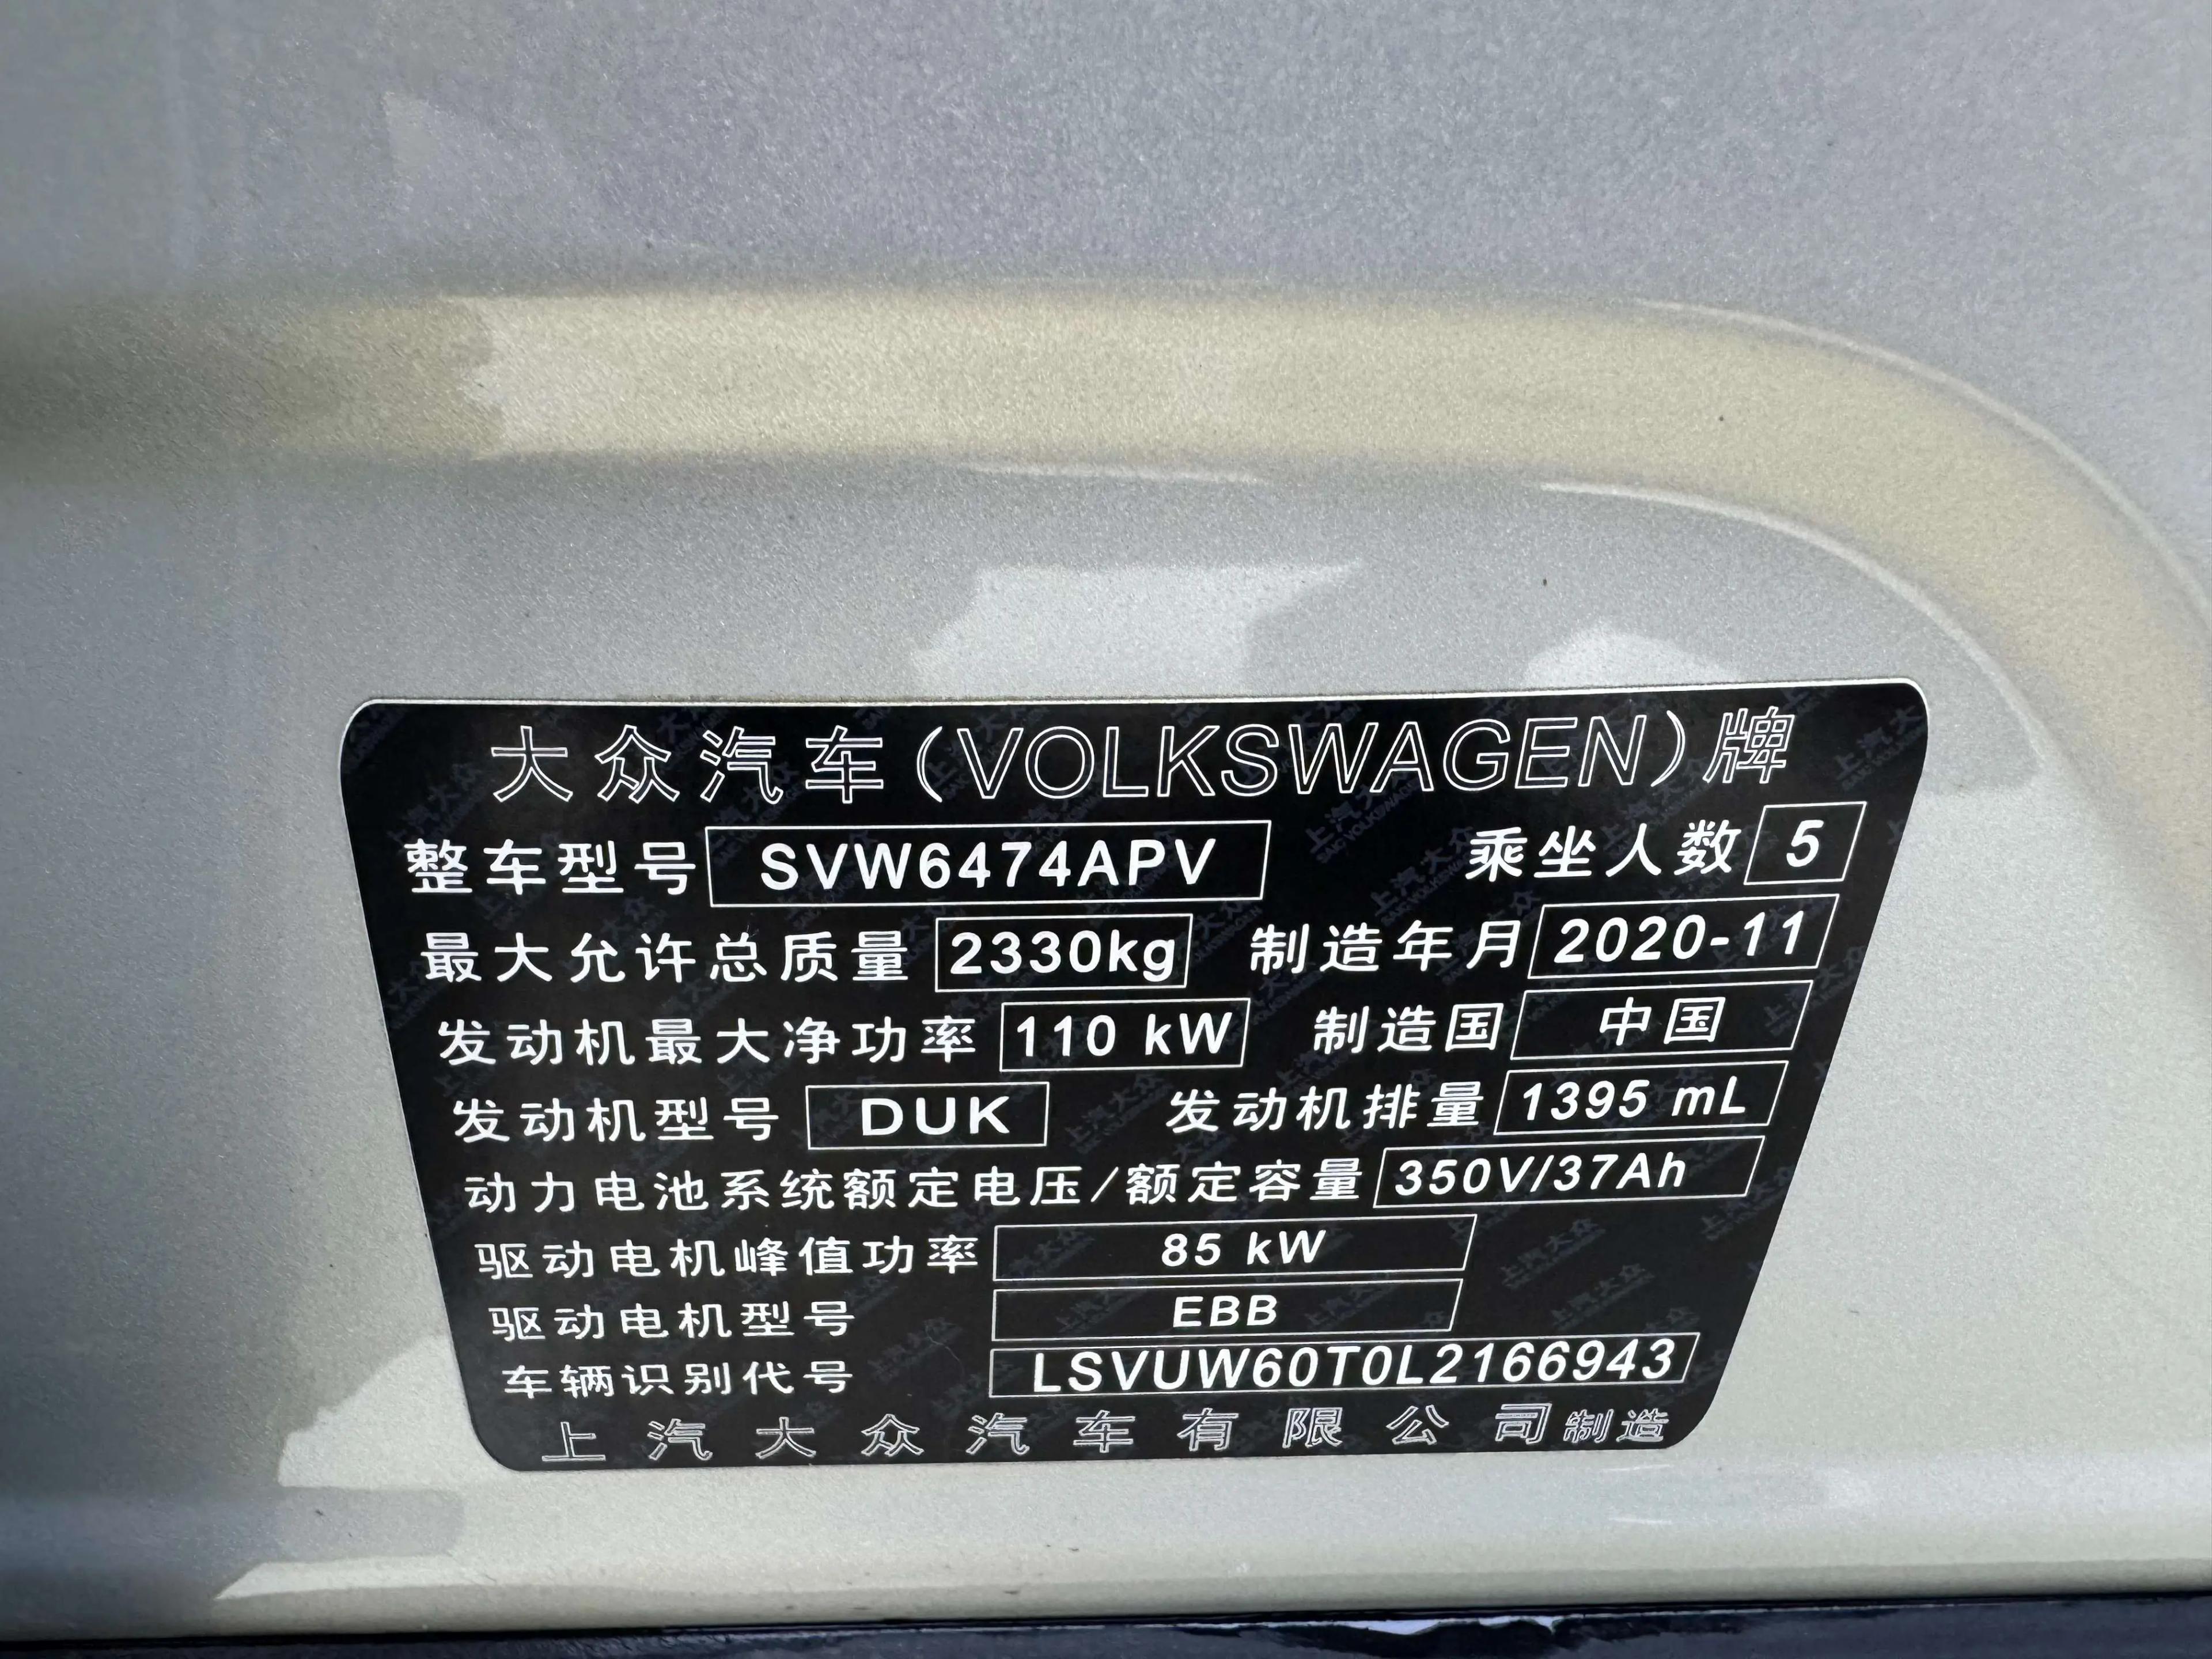 大众汽车(VOLKSWAGEN)牌
整车型号 SVW6474APV 乘坐人数 5
最大允许总质量 2330kg 制造年月 2020-11
发动机最大净功率 110 kW 制造国 中国
发动机型号 DUK 发动机排量 1395 mL
动力电池系统额定电压/额定容量 350V/37Ah
驱动电机峰值功率 85 kW
驱动电机型号 EBB
车辆识别代号 LSVUW60T0L2166943
上汽大众汽车有限公司制造